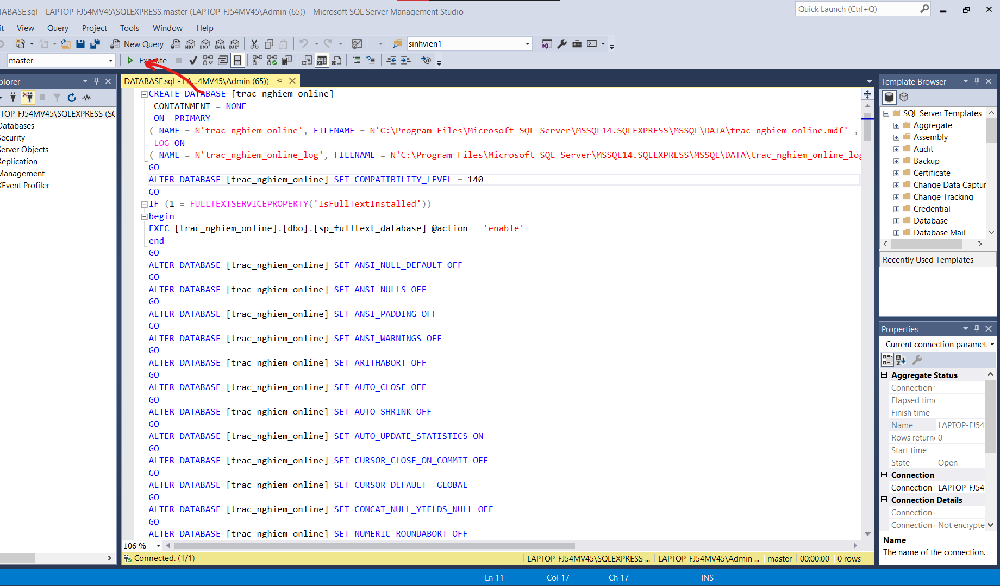 TABASE.sql - LAPTOP-FJ54MV45\SQLEXPRESS.master (LAPTOP-FJ54MV45\Admin (65)) - Microsoft SQL Server Management Studio
Quick Launch (Ctrl+Q)
it View Query Project Tools Window Help
New Query MDX DMX XMLA DAX sinhvien1
master Execute
plorer
TOP-FJ54MV45\SQLEXPRESS (SQ
Databases
Security
Server Objects
Replication
Management
XEvent Profiler
DATABASE.sql - LA...4MV45\Admin (65))
CREATE DATABASE [trac_nghiem_online]
CONTAINMENT = NONE
ON PRIMARY
( NAME = N'trac_nghiem_online', FILENAME = N'C:\Program Files\Microsoft SQL Server\MSSQL14.SQLEXPRESS\MSSQL\DATA\trac_nghiem_online.mdf' ,
LOG ON
( NAME = N'trac_nghiem_online_log', FILENAME = N'C:\Program Files\Microsoft SQL Server\MSSQL14.SQLEXPRESS\MSSQL\DATA\trac_nghiem_online_log
GO
ALTER DATABASE [trac_nghiem_online] SET COMPATIBILITY_LEVEL = 140
GO
IF (1 = FULLTEXTSERVICEPROPERTY('IsFullTextInstalled'))
begin
EXEC [trac_nghiem_online].[dbo].[sp_fulltext_database] @action = 'enable'
end
GO
ALTER DATABASE [trac_nghiem_online] SET ANSI_NULL_DEFAULT OFF
GO
ALTER DATABASE [trac_nghiem_online] SET ANSI_NULLS OFF
GO
ALTER DATABASE [trac_nghiem_online] SET ANSI_PADDING OFF
GO
ALTER DATABASE [trac_nghiem_online] SET ANSI_WARNINGS OFF
GO
ALTER DATABASE [trac_nghiem_online] SET ARITHABORT OFF
GO
ALTER DATABASE [trac_nghiem_online] SET AUTO_CLOSE OFF
GO
ALTER DATABASE [trac_nghiem_online] SET AUTO_SHRINK OFF
GO
ALTER DATABASE [trac_nghiem_online] SET AUTO_UPDATE_STATISTICS ON
GO
ALTER DATABASE [trac_nghiem_online] SET CURSOR_CLOSE_ON_COMMIT OFF
GO
ALTER DATABASE [trac_nghiem_online] SET CURSOR_DEFAULT GLOBAL
GO
ALTER DATABASE [trac_nghiem_online] SET CONCAT_NULL_YIELDS_NULL OFF
GO
ALTER DATABASE [trac_nghiem_online] SET NUMERIC_ROUNDABORT OFF
106 %
Connected. (1/1) LAPTOP-FJ54MV45\SQLEXPRESS ... LAPTOP-FJ54MV45\Admin ... master 00:00:00 0 rows
Template Browser
SQL Server Templates
Aggregate
Assembly
Audit
Backup
Certificate
Change Data Captur
Change Tracking
Credential
Database
Database Mail
Recently Used Templates
Properties
Current connection paramet
Aggregate Status
Connection f
Elapsed time
Finish time
Name LAPTOP-FJ54
Rows returne 0
Start time
State Open
Connection
Connection LAPTOP-FJ54
Connection Details
Connection
Connection Not encrypte
Name
The name of the connection.
Ln 11 Col 17 Ch 17 INS